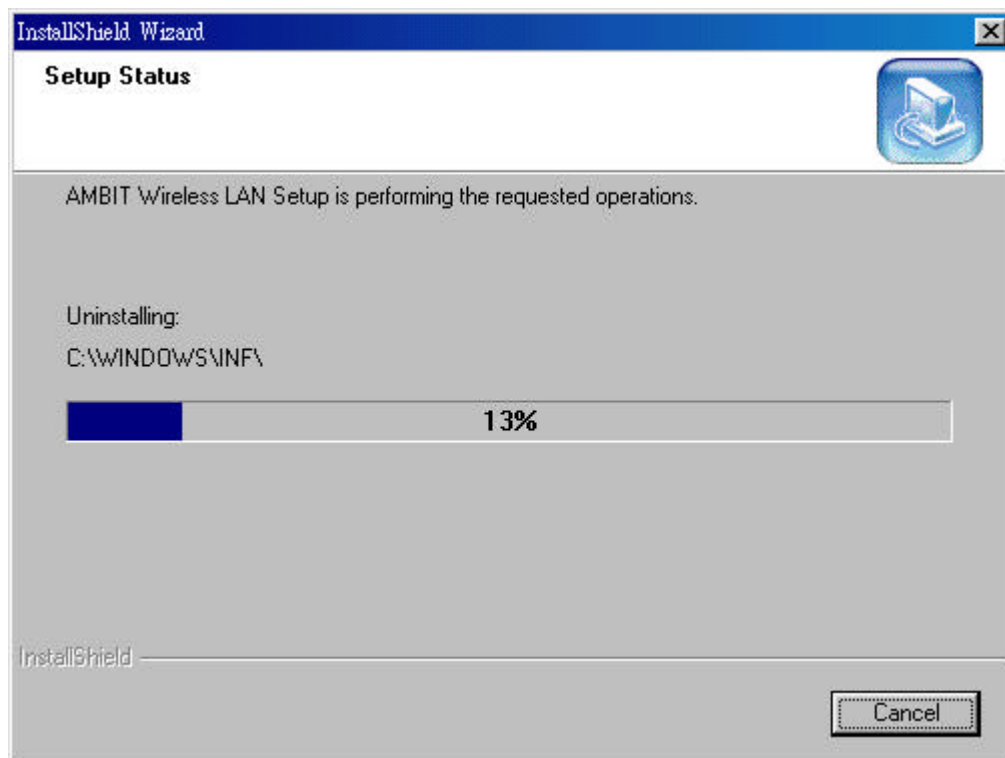 InstallShield Wizard
Setup Status
AMBIT Wireless LAN Setup is performing the requested operations.
Uninstalling:
C:\WINDOWS\INF\
13%
InstallShield
Cancel